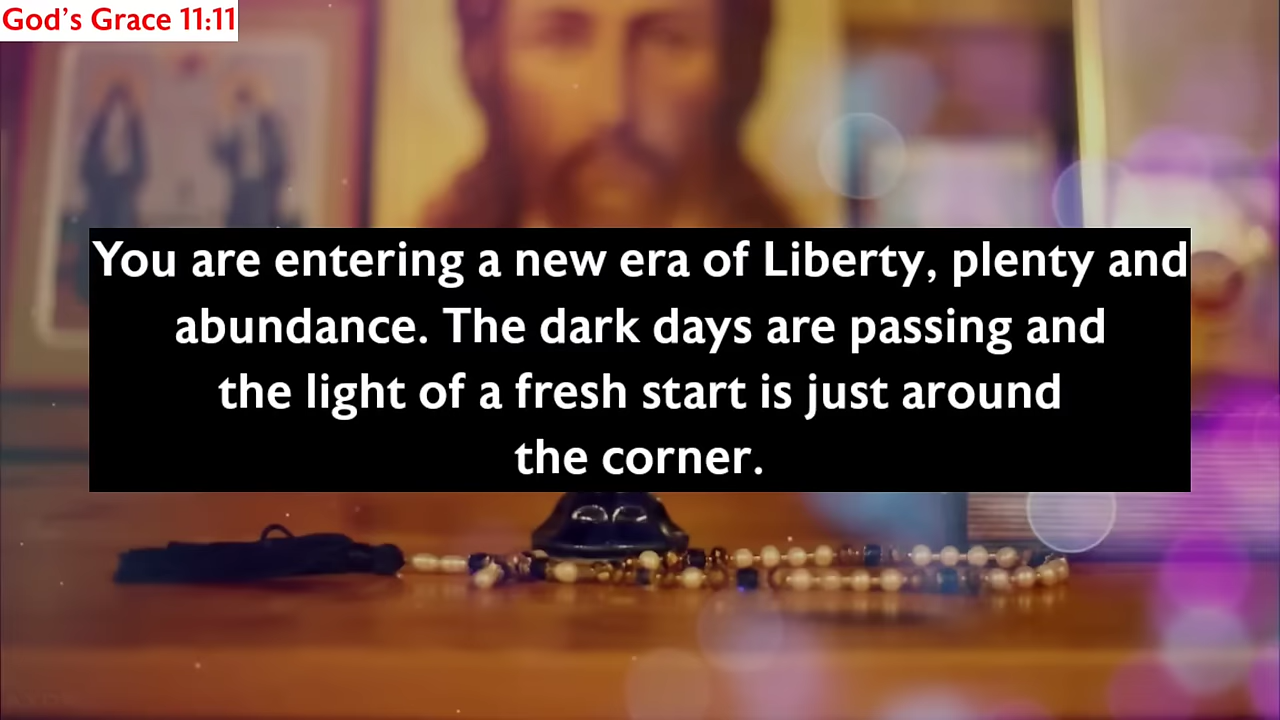 God's Grace 11:11
You are entering a new era of Liberty, plenty and
abundance. The dark days are passing and
the light of a fresh start is just around
the corner.